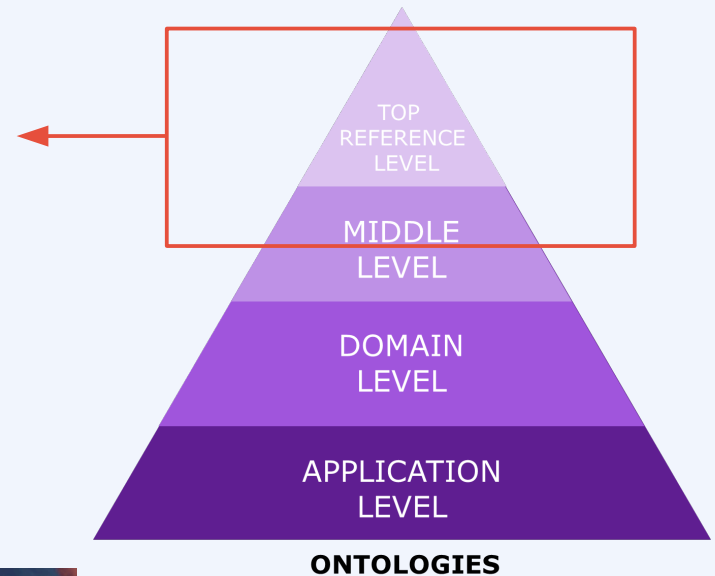 TOP
REFERENCE
LEVEL
MIDDLE
LEVEL
DOMAIN
LEVEL
APPLICATION
LEVEL
ONTOLOGIES